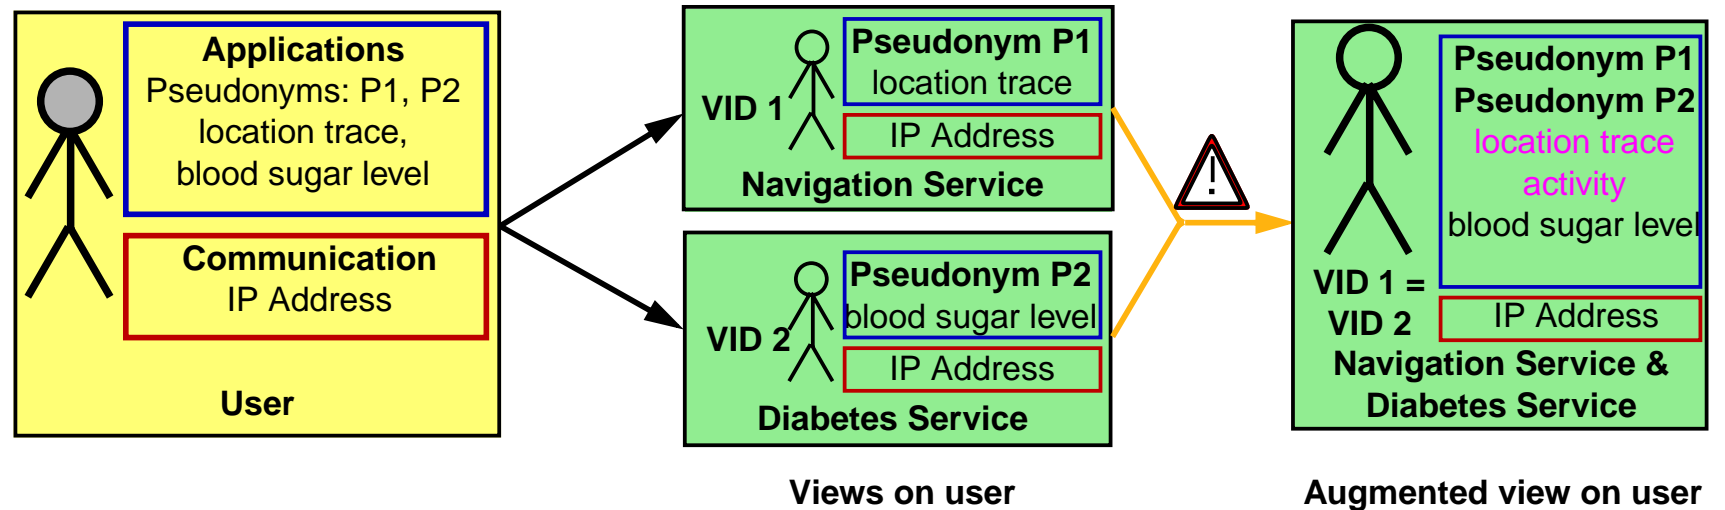 Applications
Pseudonyms: P1, P2
location trace,
blood sugar level
Communication
IP Address
User
VID 1
Pseudonym P1
location trace
IP Address
Navigation Service
VID 2
Pseudonym P2
blood sugar level
IP Address
Diabetes Service
Views on user
!
Pseudonym P1
Pseudonym P2
location trace
activity
blood sugar level
VID 1 =
VID 2
IP Address
Navigation Service &
Diabetes Service
Augmented view on user